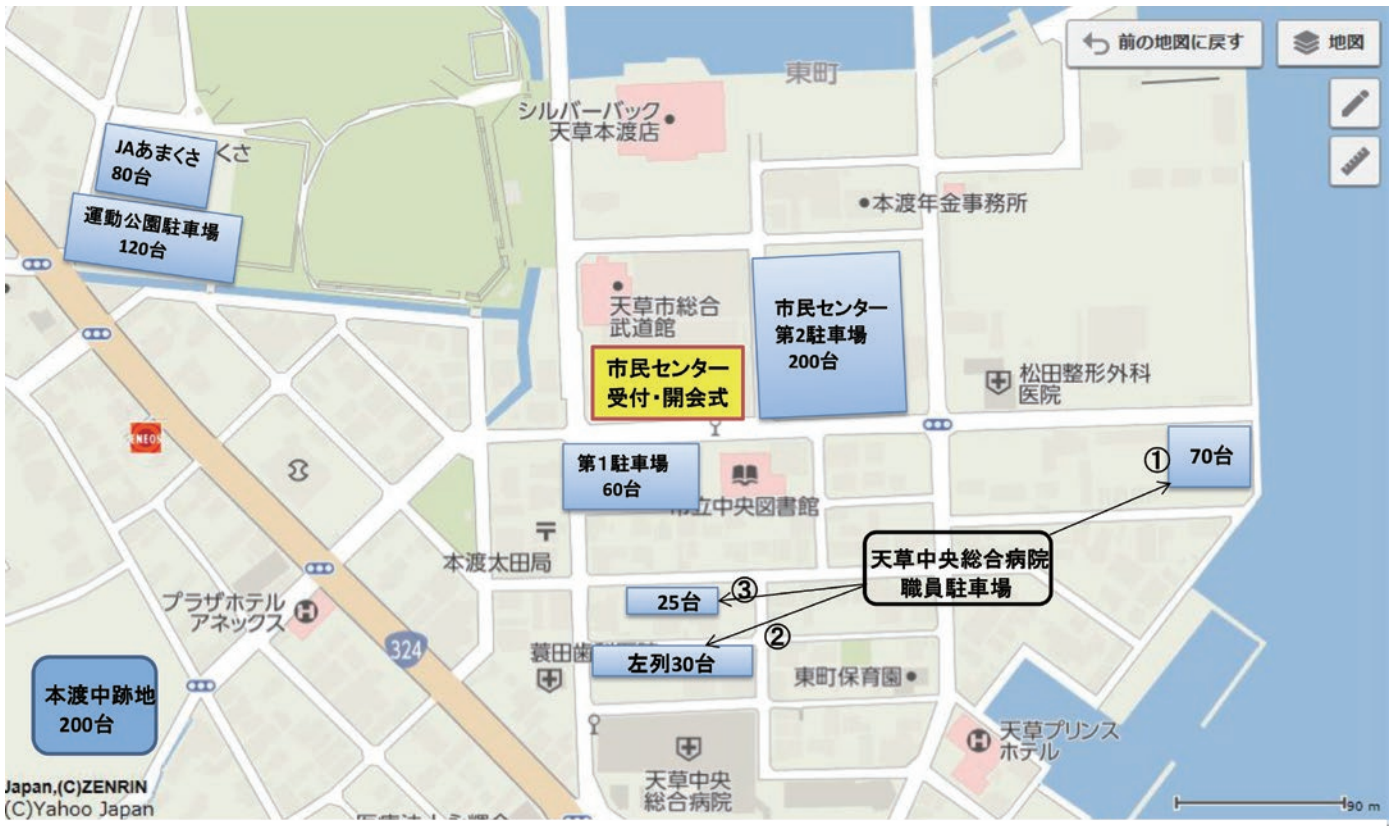 前の地図に戻す
地図
東町
シルバーバック
天草本渡店
JAあまくさ
くさ
80台
運動公園駐車場
120台
本渡年金事務所
天草市総合
武道館
市民センター
第2駐車場
200台
市民センター
受付・開会式
松田整形外科
医院
ENEOS
第1駐車場
60台
①
70台
市立中央図書館
本渡太田局
天草中央総合病院
職員駐車場
プラザホテル
アネックス
25台
③
②
324
蓑田歯
左列30台
東町保育園
本渡中跡地
200台
天草プリンス
ホテル
天草中央
総合病院
Japan,(C)ZENRIN
(C)Yahoo Japan
90 m